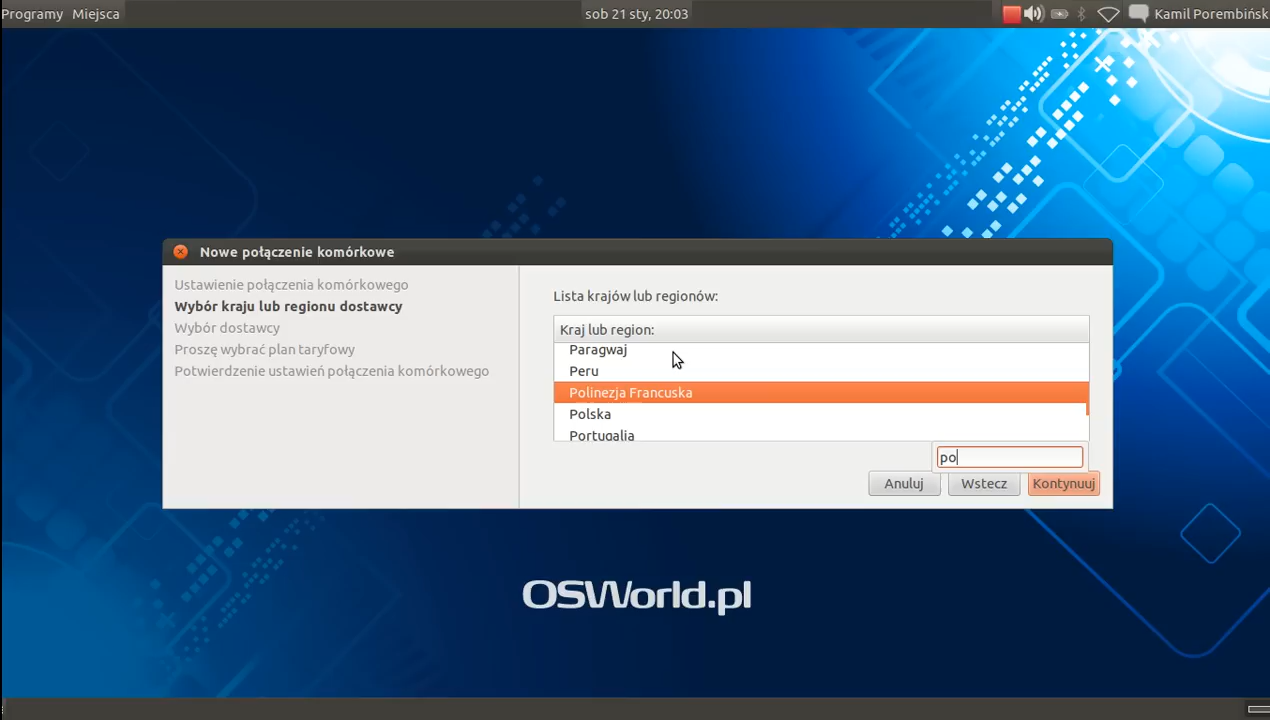 Programy Miejsca
sob 21 sty, 20:03
Kamil Porembińsk
Nowe połączenie komórkowe
Ustawienie połączenia komórkowego
Wybór kraju lub regionu dostawcy
Wybór dostawcy
Proszę wybrać plan taryfowy
Potwierdzenie ustawień połączenia komórkowego
Lista krajów lub regionów:
Kraj lub region:
Paragwaj
Peru
Polinezja Francuska
Polska
Portugalia
po
Anuluj
Wstecz
Kontynuuj
OSWorld.pl